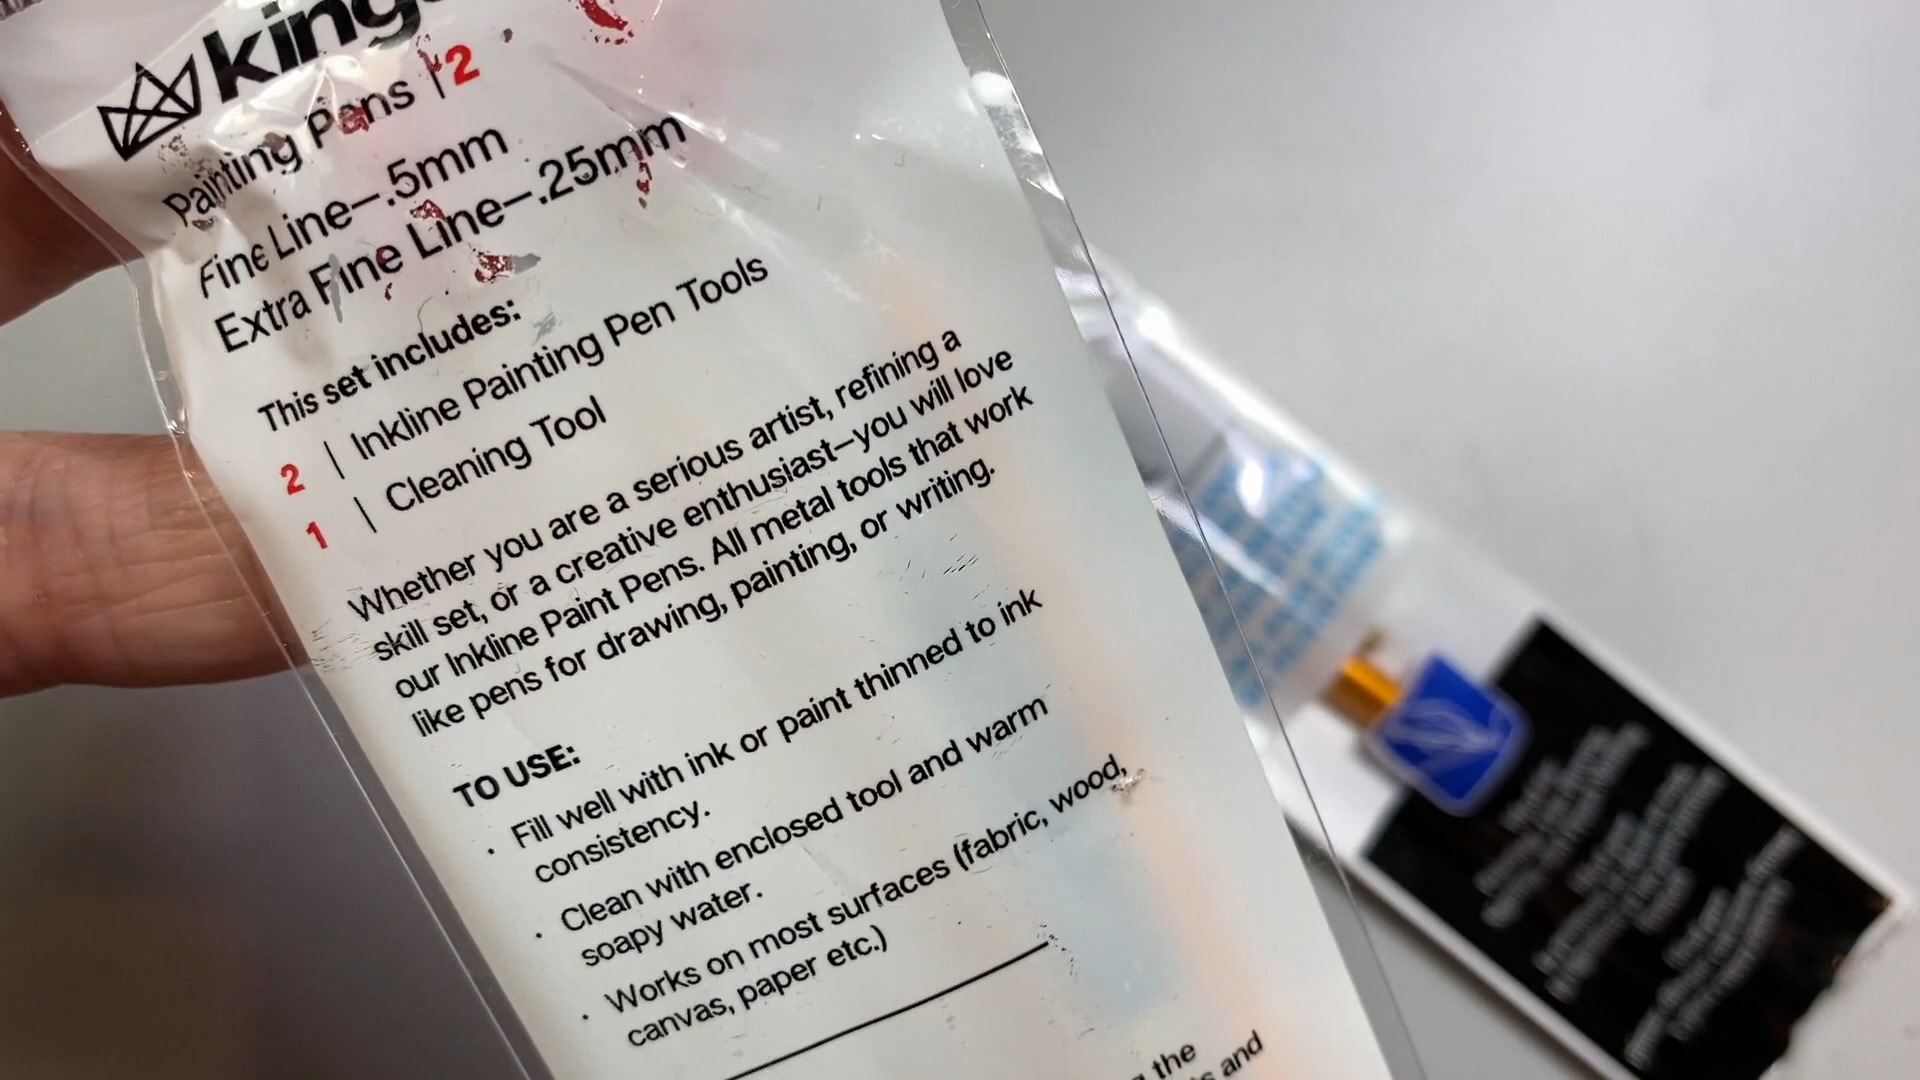 king
Painting Pens | 2
Fine Line–.5mm
Extra Fine Line–.25mm
This set includes:
2 | Inkline Painting Pen Tools
1 | Cleaning Tool
Whether you are a serious artist, refining a
skill set, or a creative enthusiast–you will love
our Inkline Paint Pens. All metal tools that work
like pens for drawing, painting, or writing.
TO USE:
· Fill well with ink or paint thinned to ink
consistency.
· Clean with enclosed tool and warm
soapy water.
· Works on most surfaces (fabric, wood,
canvas, paper etc.)
the
and